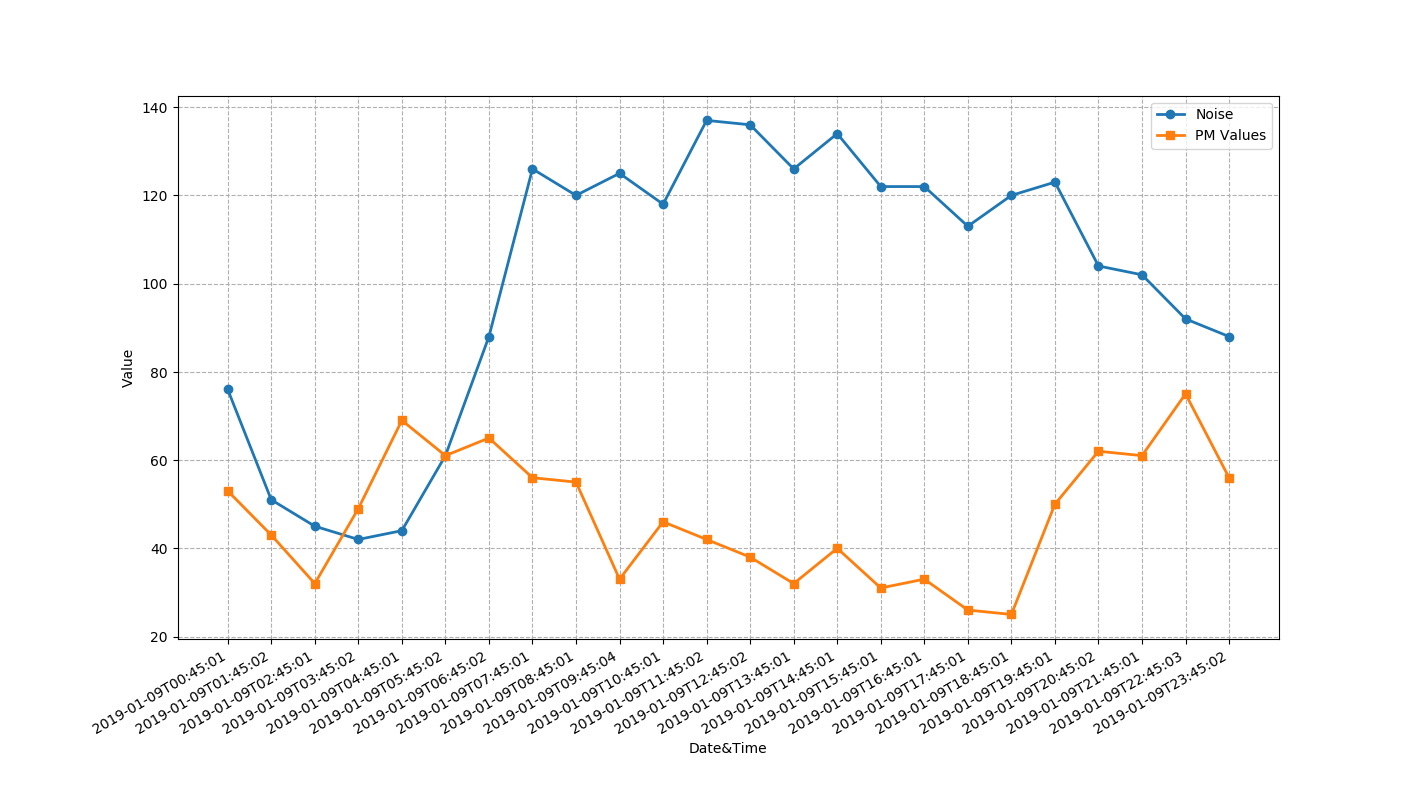 140
120
100
80
60
40
20
Value
Noise
PM Values
2019-01-09T00:45:01
2019-01-09T01:45:02
2019-01-09T02:45:01
2019-01-09T03:45:02
2019-01-09T04:45:01
2019-01-09T05:45:02
2019-01-09T06:45:02
2019-01-09T07:45:01
2019-01-09T08:45:01
2019-01-09T09:45:04
2019-01-09T10:45:01
2019-01-09T11:45:02
2019-01-09T12:45:02
2019-01-09T13:45:01
2019-01-09T14:45:01
2019-01-09T15:45:01
2019-01-09T16:45:01
2019-01-09T17:45:01
2019-01-09T18:45:01
2019-01-09T19:45:01
2019-01-09T20:45:02
2019-01-09T21:45:01
2019-01-09T22:45:03
2019-01-09T23:45:02
Date&Time